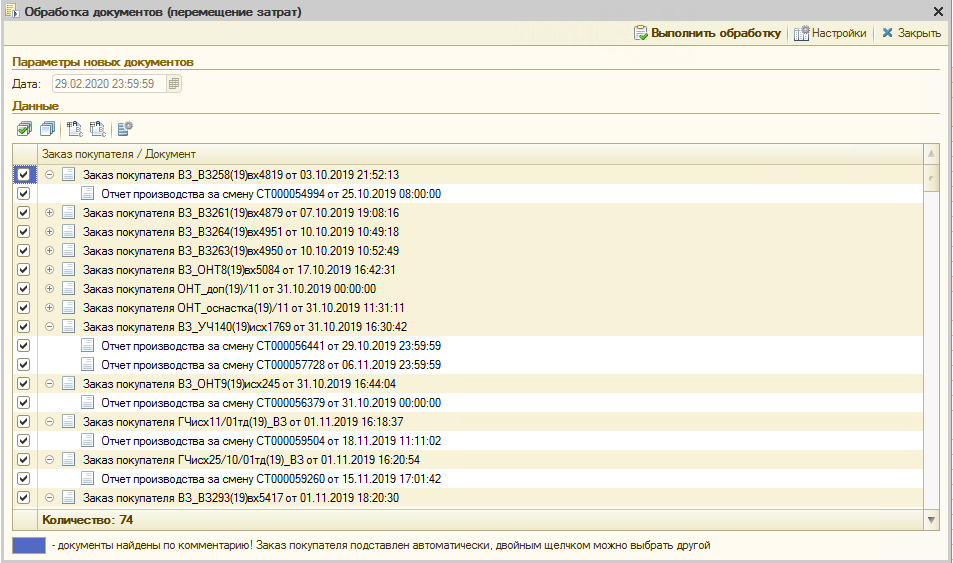 Обработка документов (перемещение затрат)
Выполнить обработку Настройки Закрыть
Параметры новых документов
Дата: 29.02.2020 23:59:59
Данные
Заказ покупателя / Документ
Заказ покупателя ВЗ_ВЗ258(19)вх4819 от 03.10.2019 21:52:13
Отчет производства за смену СТ000054994 от 25.10.2019 08:00:00
Заказ покупателя ВЗ_ВЗ261(19)вх4879 от 07.10.2019 19:08:16
Заказ покупателя ВЗ_ВЗ264(19)вх4951 от 10.10.2019 10:49:18
Заказ покупателя ВЗ_ВЗ263(19)вх4950 от 10.10.2019 10:52:49
Заказ покупателя ВЗ_ОНТ8(19)вх5084 от 17.10.2019 16:42:31
Заказ покупателя ОНТ_доп(19)/11 от 31.10.2019 00:00:00
Заказ покупателя ОНТ_оснастка(19)/11 от 31.10.2019 11:31:11
Заказ покупателя ВЗ_УЧ140(19)исх1769 от 31.10.2019 16:30:42
Отчет производства за смену СТ000056441 от 29.10.2019 23:59:59
Отчет производства за смену СТ000057728 от 06.11.2019 23:59:59
Заказ покупателя ВЗ_ОНТ9(19)исх245 от 31.10.2019 16:44:04
Отчет производства за смену СТ000056379 от 31.10.2019 00:00:00
Заказ покупателя ГЧисх11/01тд(19)_ВЗ от 01.11.2019 16:18:37
Отчет производства за смену СТ000059504 от 18.11.2019 11:11:02
Заказ покупателя ГЧисх25/10/01тд(19)_ВЗ от 01.11.2019 16:20:54
Отчет производства за смену СТ000059260 от 15.11.2019 17:01:42
Заказ покупателя ВЗ_ВЗ293(19)вх5417 от 01.11.2019 18:20:30
Количество: 74
- документы найдены по комментарию! Заказ покупателя подставлен автоматически, двойным щелчком можно выбрать другой